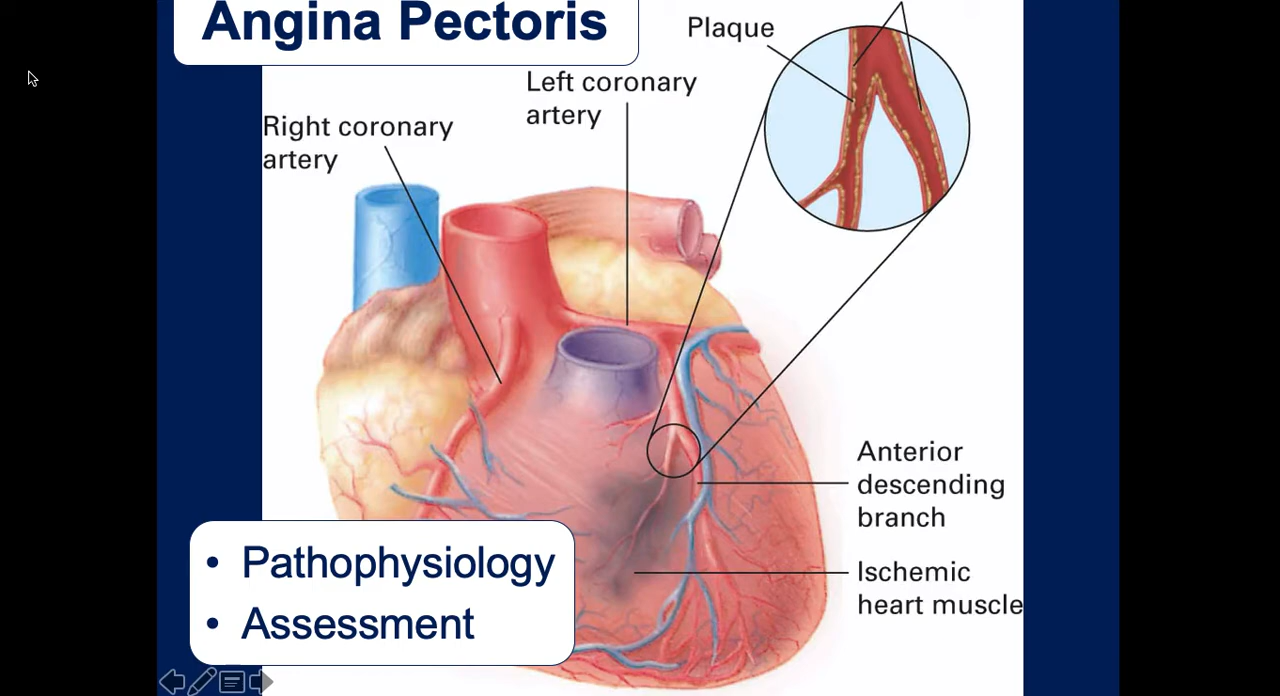 Angina Pectoris
Plaque
Left coronary
artery
Right coronary
artery
Anterior
descending
branch
Ischemic
heart muscle
• Pathophysiology
• Assessment